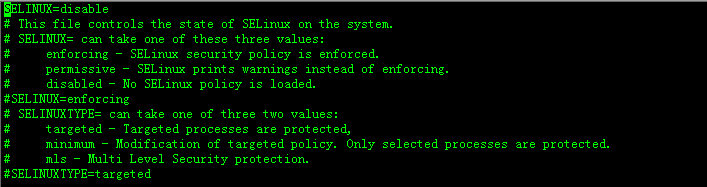 SELINUX=disable
# This file controls the state of SELinux on the system.
# SELINUX= can take one of these three values:
#     enforcing - SELinux security policy is enforced.
#     permissive - SELinux prints warnings instead of enforcing.
#     disabled - No SELinux policy is loaded.
#SELINUX=enforcing
# SELINUXTYPE= can take one of three two values:
#     targeted - Targeted processes are protected,
#     minimum - Modification of targeted policy. Only selected processes are protected.
#     mls - Multi Level Security protection.
#SELINUXTYPE=targeted